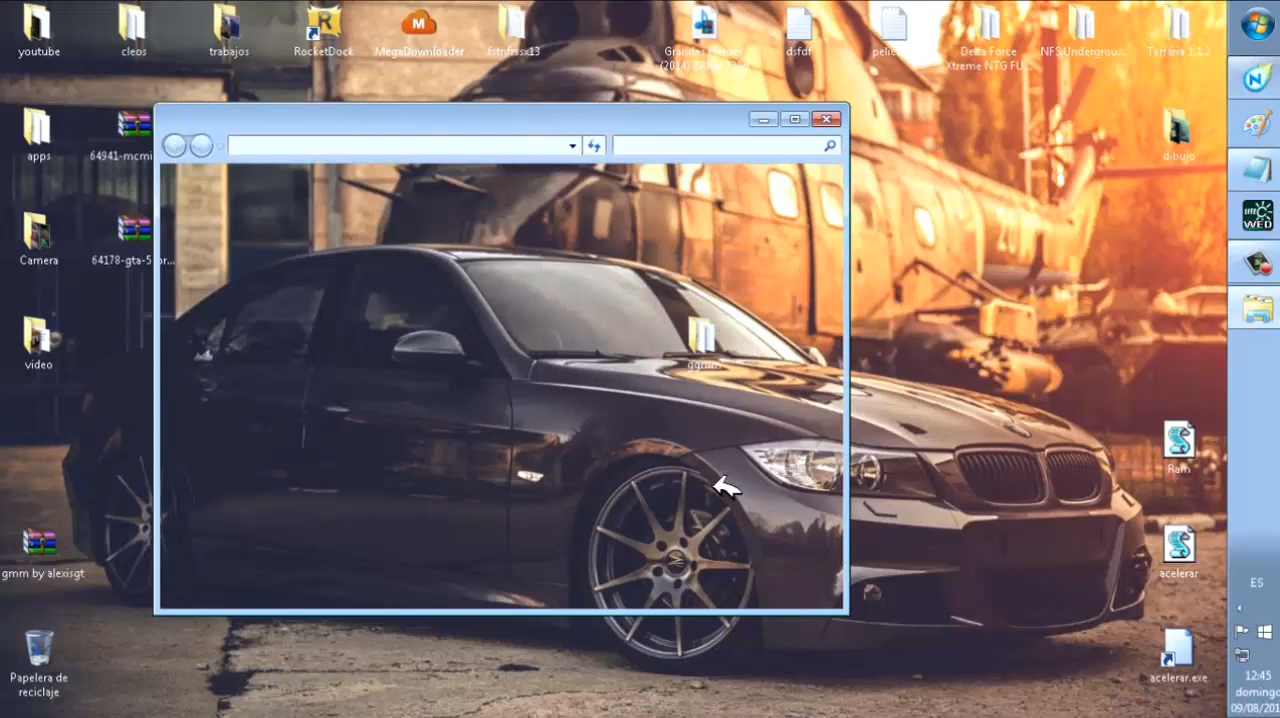 youtube
cleos
trabajos
RocketDock
MegaDownloader
fstnfrssx13
dsfdf
Delta Force
Xtreme NTG FU...
NFS Undergrou...
Terraria 1.1.2
apps
64941-mcmi
dibujo
Camera
64178-gta-5
video
Ram
gmm by alexisgt
acelerar
Papelera de
reciclaje
acelerar.exe
WED
ES
12:45
domingo
09/08/201